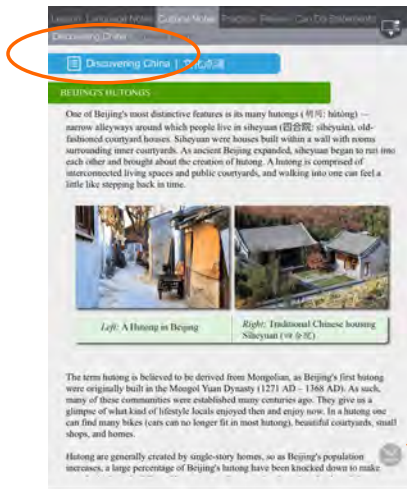 Lesson Language Notes Culture Notes Practice Review Can Do Statements
Discovering China
Discovering China | 文化点滴
BEIJING'S HUTONGS
One of Beijing's most distinctive features is its many hutongs (胡同: hútòng) —
narrow alleyways around which people live in siheyuan (四合院: sìhéyuàn), old-
fashioned courtyard houses. Siheyuan were houses built within a wall with rooms
surrounding inner courtyards. As ancient Beijing expanded, siheyuan began to run into
each other and brought about the creation of hutong. A hutong is comprised of
interconnected living spaces and public courtyards, and walking into one can feel a
little like stepping back in time.
Left: A Hutong in Beijing
Right: Traditional Chinese housing
Siheyuan (四合院)
The term hutong is believed to be derived from Mongolian, as Beijing's first hutong
were originally built in the Mongol Yuan Dynasty (1271 AD – 1368 AD). As such,
many of these communities were established many centuries ago. They give us a
glimpse of what kind of lifestyle locals enjoyed then and enjoy now. In a hutong one
can find many bikes (cars can no longer fit in most hutong), beautiful courtyards, small
shops, and homes.
Hutong are generally created by single-story homes, so as Beijing's population
increases, a large percentage of Beijing's hutong have been knocked down to make